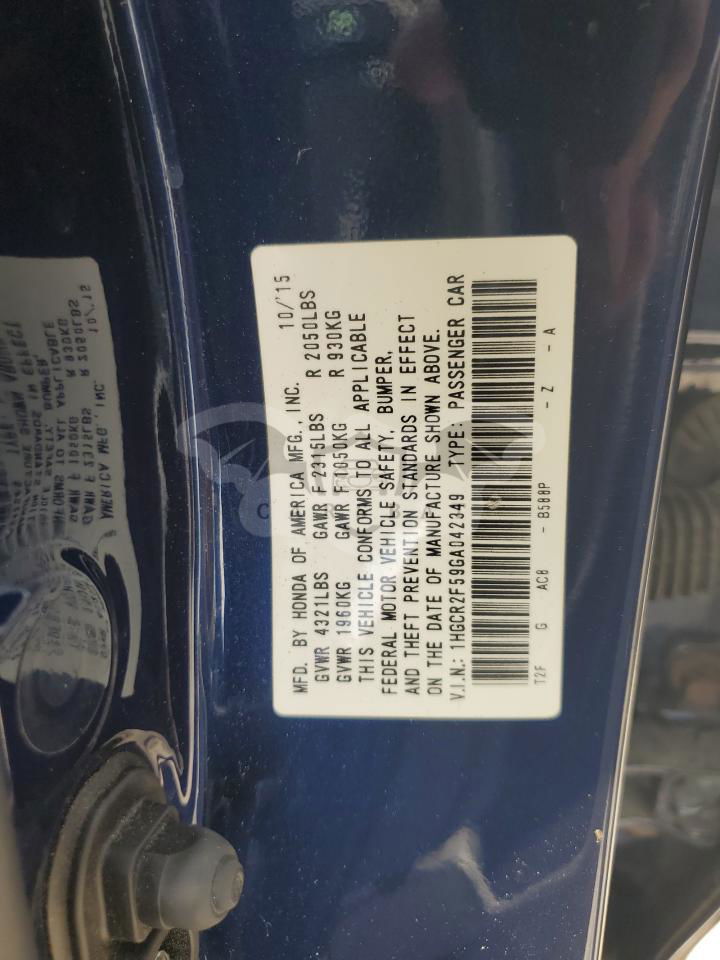 MFD. BY HONDA OF AMERICA MFG., INC. 10/'15
GVWR 4321LBS GAWR F 2315LBS R 2050LBS
GVWR 1960KG GAWR F 1050KG R 930KG
THIS VEHICLE CONFORMS TO ALL APPLICABLE
FEDERAL MOTOR VEHICLE SAFETY, BUMPER,
AND THEFT PREVENTION STANDARDS IN EFFECT
ON THE DATE OF MANUFACTURE SHOWN ABOVE.
V.I.N.: 1HGCR2F59GA042349 TYPE: PASSENGER CAR
T2F G AC8 - B588P - Z - A